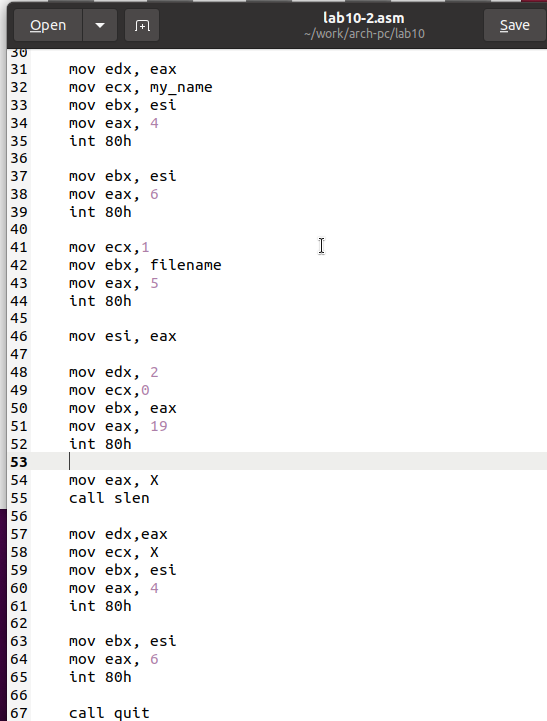 Open
lab10-2.asm
~/work/arch-pc/lab10
Save
30
31 mov edx, eax
32 mov ecx, my_name
33 mov ebx, esi
34 mov eax, 4
35 int 80h
36
37 mov ebx, esi
38 mov eax, 6
39 int 80h
40
41 mov ecx,1
42 mov ebx, filename
43 mov eax, 5
44 int 80h
45
46 mov esi, eax
47
48 mov edx, 2
49 mov ecx,0
50 mov ebx, eax
51 mov eax, 19
52 int 80h
53
54 mov eax, X
55 call slen
56
57 mov edx,eax
58 mov ecx, X
59 mov ebx, esi
60 mov eax, 4
61 int 80h
62
63 mov ebx, esi
64 mov eax, 6
65 int 80h
66
67 call quit